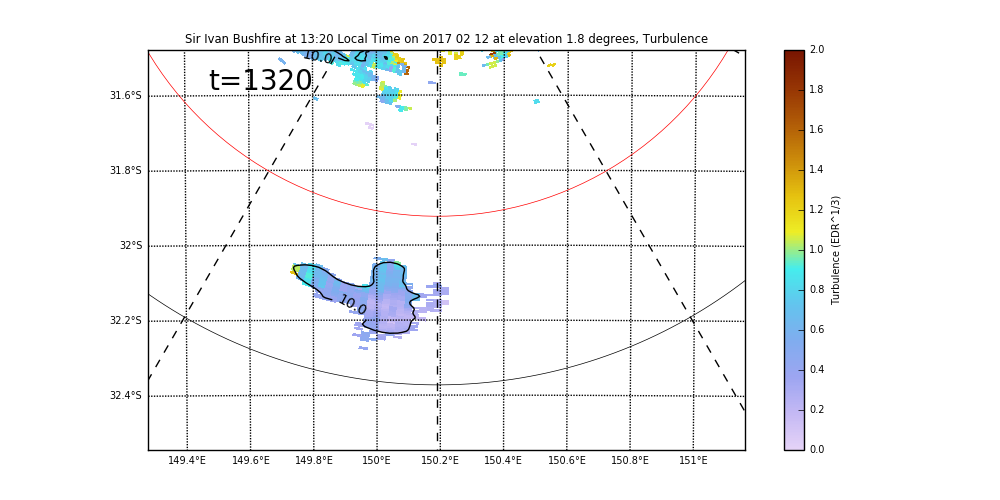 Sir Ivan Bushfire at 13:20 Local Time on 2017 02 12 at elevation 1.8 degrees, Turbulence
t=1320
10.0
10.0
31.6°S
31.8°S
32°S
32.2°S
32.4°S
149.4°E 149.6°E 149.8°E 150°E 150.2°E 150.4°E 150.6°E 150.8°E 151°E
2.0
1.8
1.6
1.4
1.2
1.0
0.8
0.6
0.4
0.2
0.0
Turbulence (EDR^1/3)